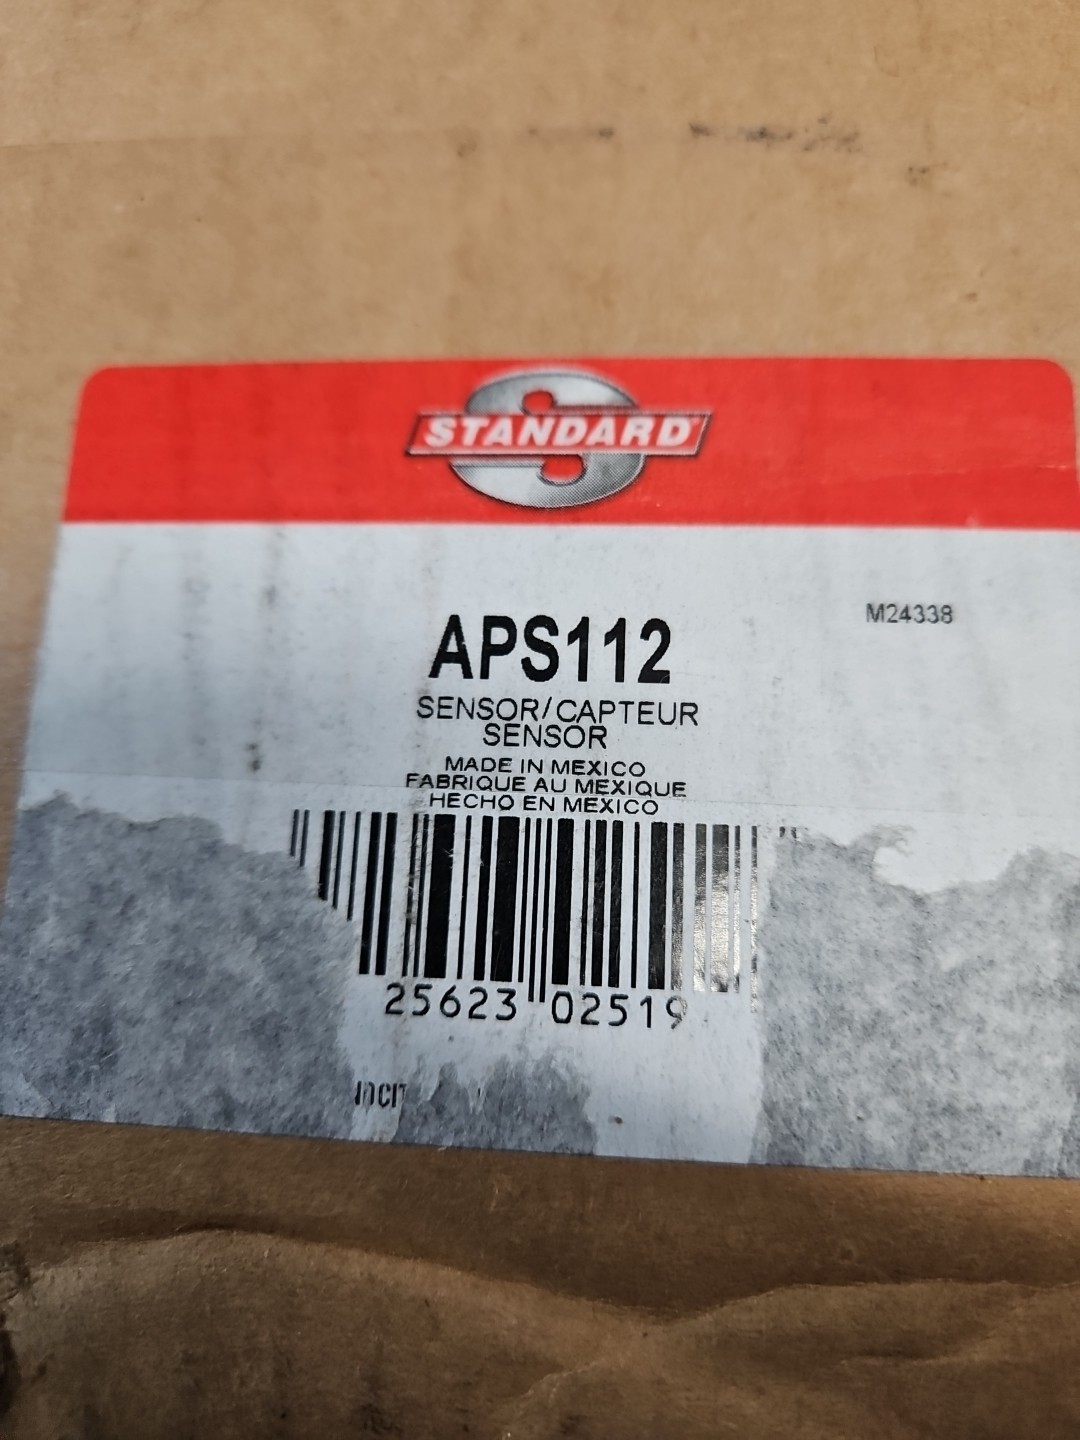 STANDARD
M24338
APS112
SENSOR/CAPTEUR
SENSOR
MADE IN MEXICO
FABRIQUE AU MEXIQUE
HECHO EN MEXICO
25623 02519